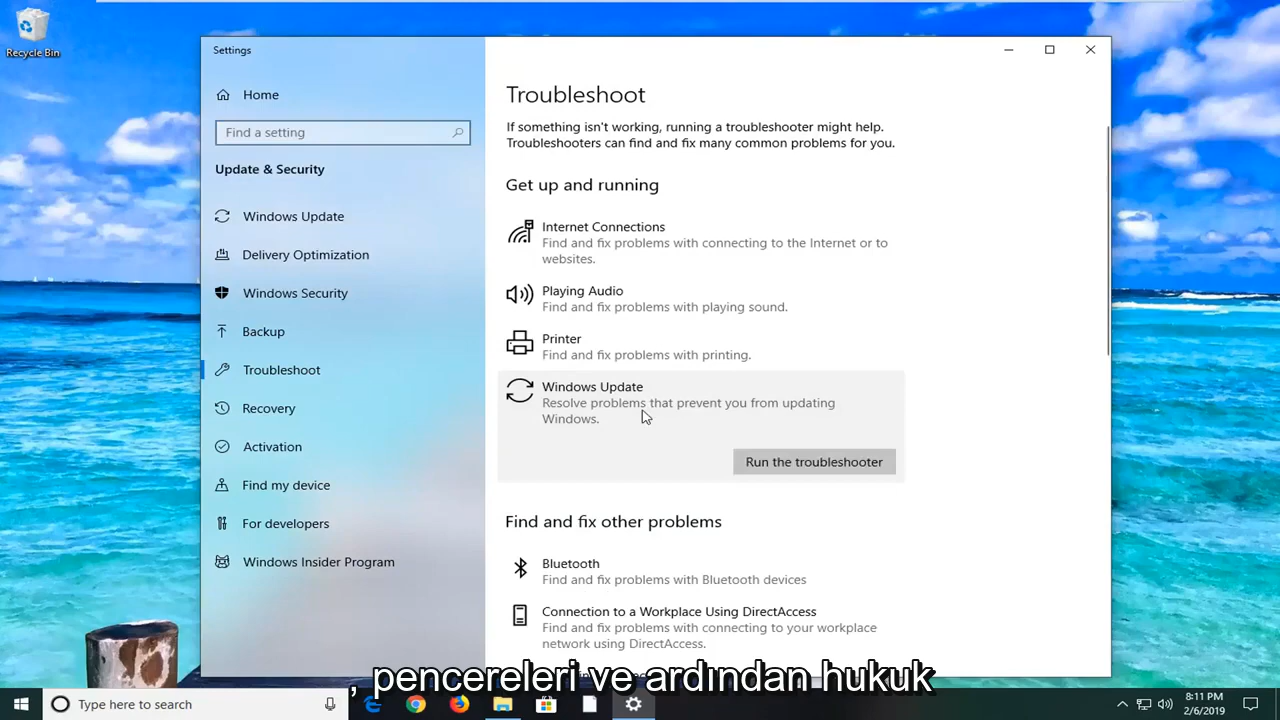 Recycle Bin
Settings
Home
Find a setting
Update & Security
Windows Update
Delivery Optimization
Windows Security
Backup
Troubleshoot
Recovery
Activation
Find my device
For developers
Windows Insider Program
Troubleshoot
If something isn't working, running a troubleshooter might help.
Troubleshooters can find and fix many common problems for you.
Get up and running
Internet Connections
Find and fix problems with connecting to the Internet or to
websites.
Playing Audio
Find and fix problems with playing sound.
Printer
Find and fix problems with printing.
Windows Update
Resolve problems that prevent you from updating
Windows.
Run the troubleshooter
Find and fix other problems
Bluetooth
Find and fix problems with Bluetooth devices
Connection to a Workplace Using DirectAccess
Find and fix problems with connecting to your workplace
network using DirectAccess.
, pencereleri ve ardından hukuk
Type here to search
8:11 PM
2/6/2019